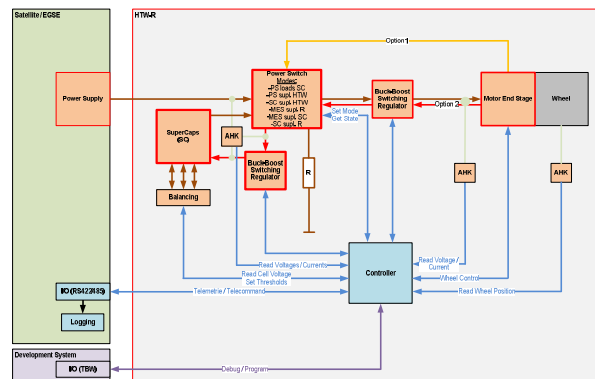 Satellite/EGSE
HTW-R
Option 1
Power Supply
Power Switch
Modes:
-PS loads SC
-PS supl. HTW
-SC supl. HTW
-MES supl. R
-MES supl. SC
-SC supl. R
Buck-Boost
Switching
Regulator
Option 2
Motor End Stage
Wheel
Set Mode
Get State
SuperCaps
(SC)
AHK
R
Buck-Boost
Switching
Regulator
AHK
AHK
Balancing
Controller
Read Voltages / Currents
Read Voltage /
Current
Read Cell Voltage
Set Thresholds
Wheel Control
I/O (RS422/485)
Telemetrie / Telecommand
Read Wheel Position
Logging
Development System
I/O (TBW)
Debug / Program